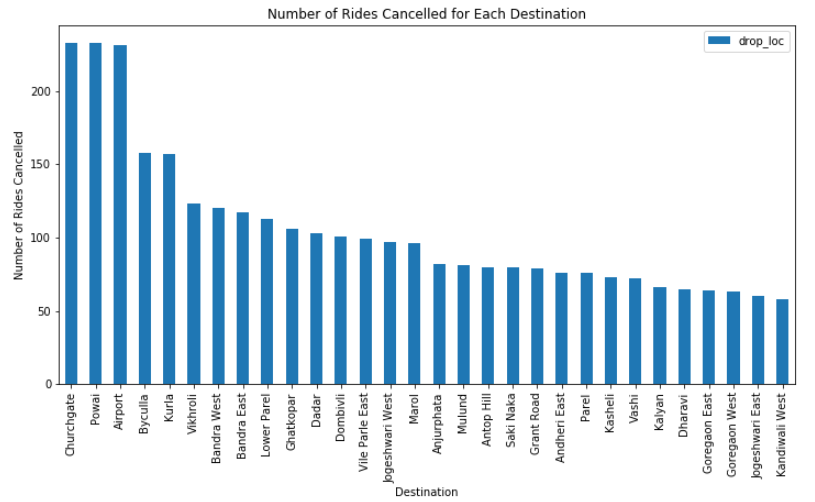 Number of Rides Cancelled for Each Destination
drop_loc
Number of Rides Cancelled
200
150
100
50
0
Churchgate
Powai
Airport
Byculla
Kurla
Vikhroli
Bandra West
Bandra East
Lower Parel
Ghatkopar
Dadar
Dombivli
Vile Parle East
Jogeshwari West
Marol
Anjurphata
Mulund
Antop Hill
Saki Naka
Grant Road
Andheri East
Parel
Kasheli
Vashi
Kalyan
Dharavi
Goregaon East
Goregaon West
Jogeshwari East
Kandiwali West
Destination